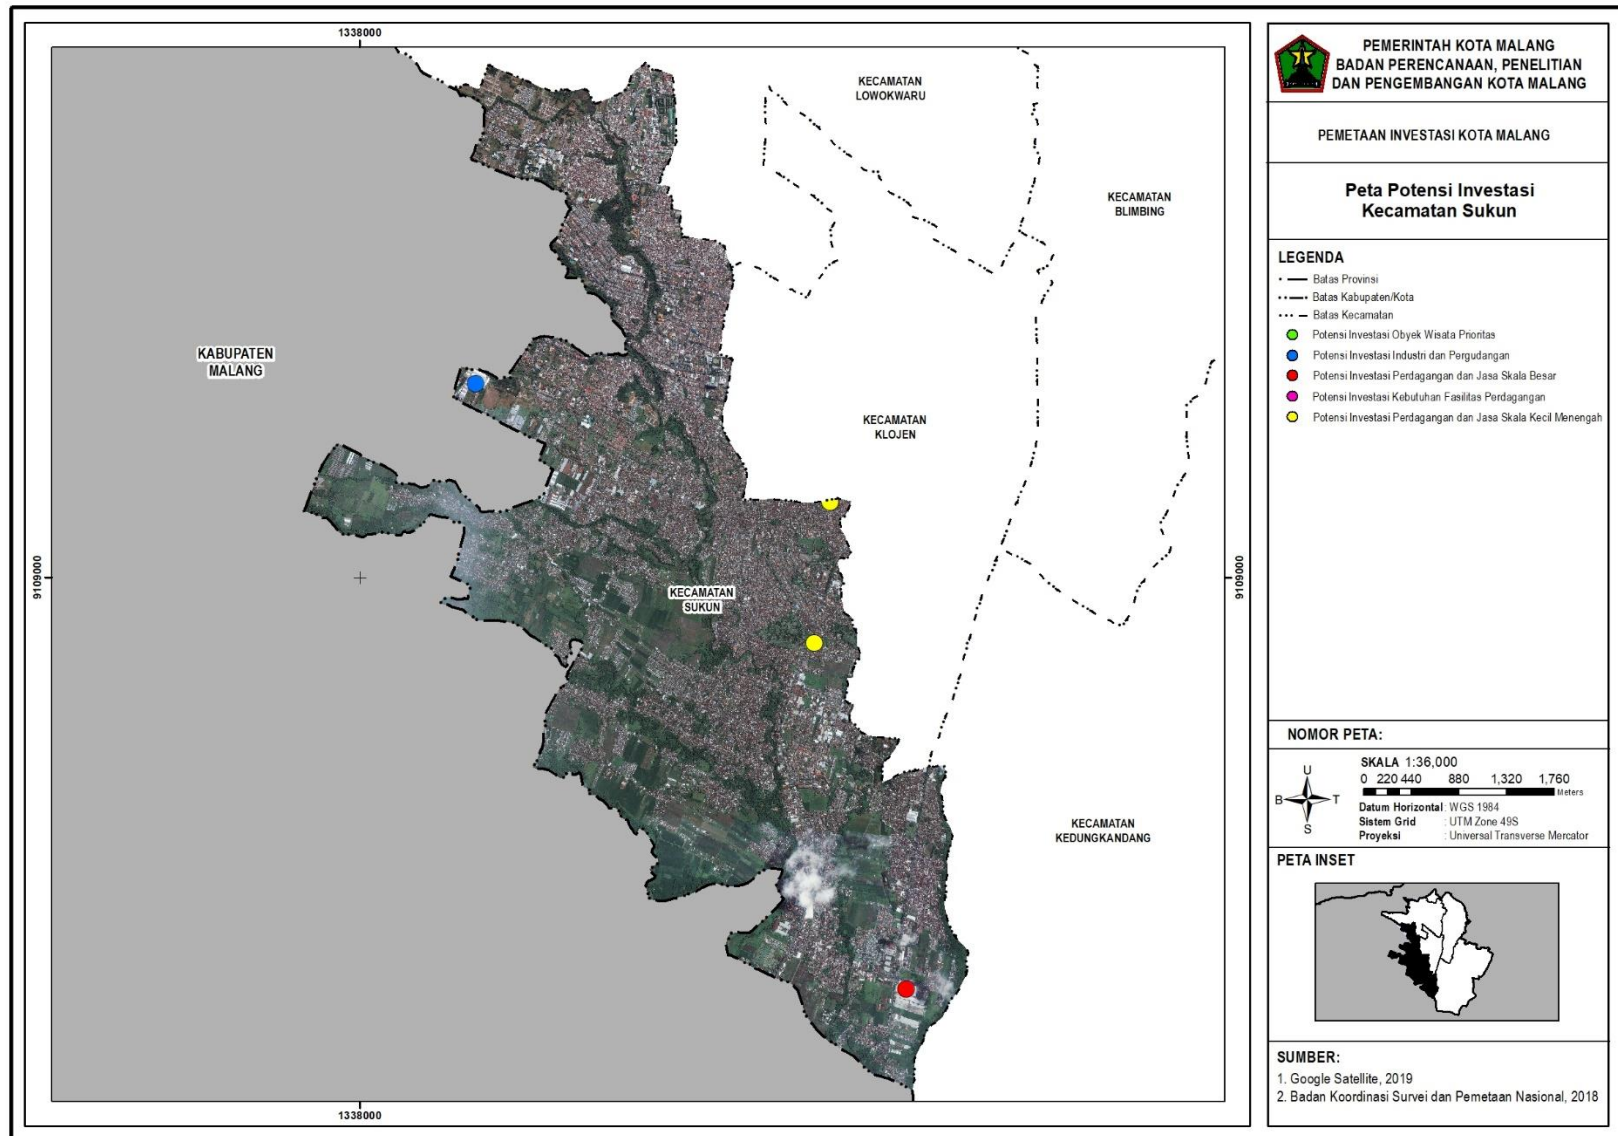 1338000
KECAMATAN
LOWOKWARU
KECAMATAN
BLIMBING
KABUPATEN
MALANG
KECAMATAN
KLOJEN
9109000
9109000
KECAMATAN
SUKUN
KECAMATAN
KEDUNGKANDANG
1338000
PEMERINTAH KOTA MALANG
BADAN PERENCANAAN, PENELITIAN
DAN PENGEMBANGAN KOTA MALANG
PEMETAAN INVESTASI KOTA MALANG
Peta Potensi Investasi
Kecamatan Sukun
LEGENDA
Batas Provinsi
Batas Kabupaten/Kota
Batas Kecamatan
Potensi Investasi Obyek Wisata Prioritas
Potensi Investasi Industri dan Pergudangan
Potensi Investasi Perdagangan dan Jasa Skala Besar
Potensi Investasi Kebutuhan Fasilitas Perdagangan
Potensi Investasi Perdagangan dan Jasa Skala Kecil Menengah
NOMOR PETA:
U
B T
S
SKALA 1:36,000
0 220 440 880 1,320 1,760
Meters
Datum Horizontal : WGS 1984
Sistem Grid : UTM Zone 49S
Proyeksi : Universal Transverse Mercator
PETA INSET
SUMBER:
1. Google Satellite, 2019
2. Badan Koordinasi Survei dan Pemetaan Nasional, 2018